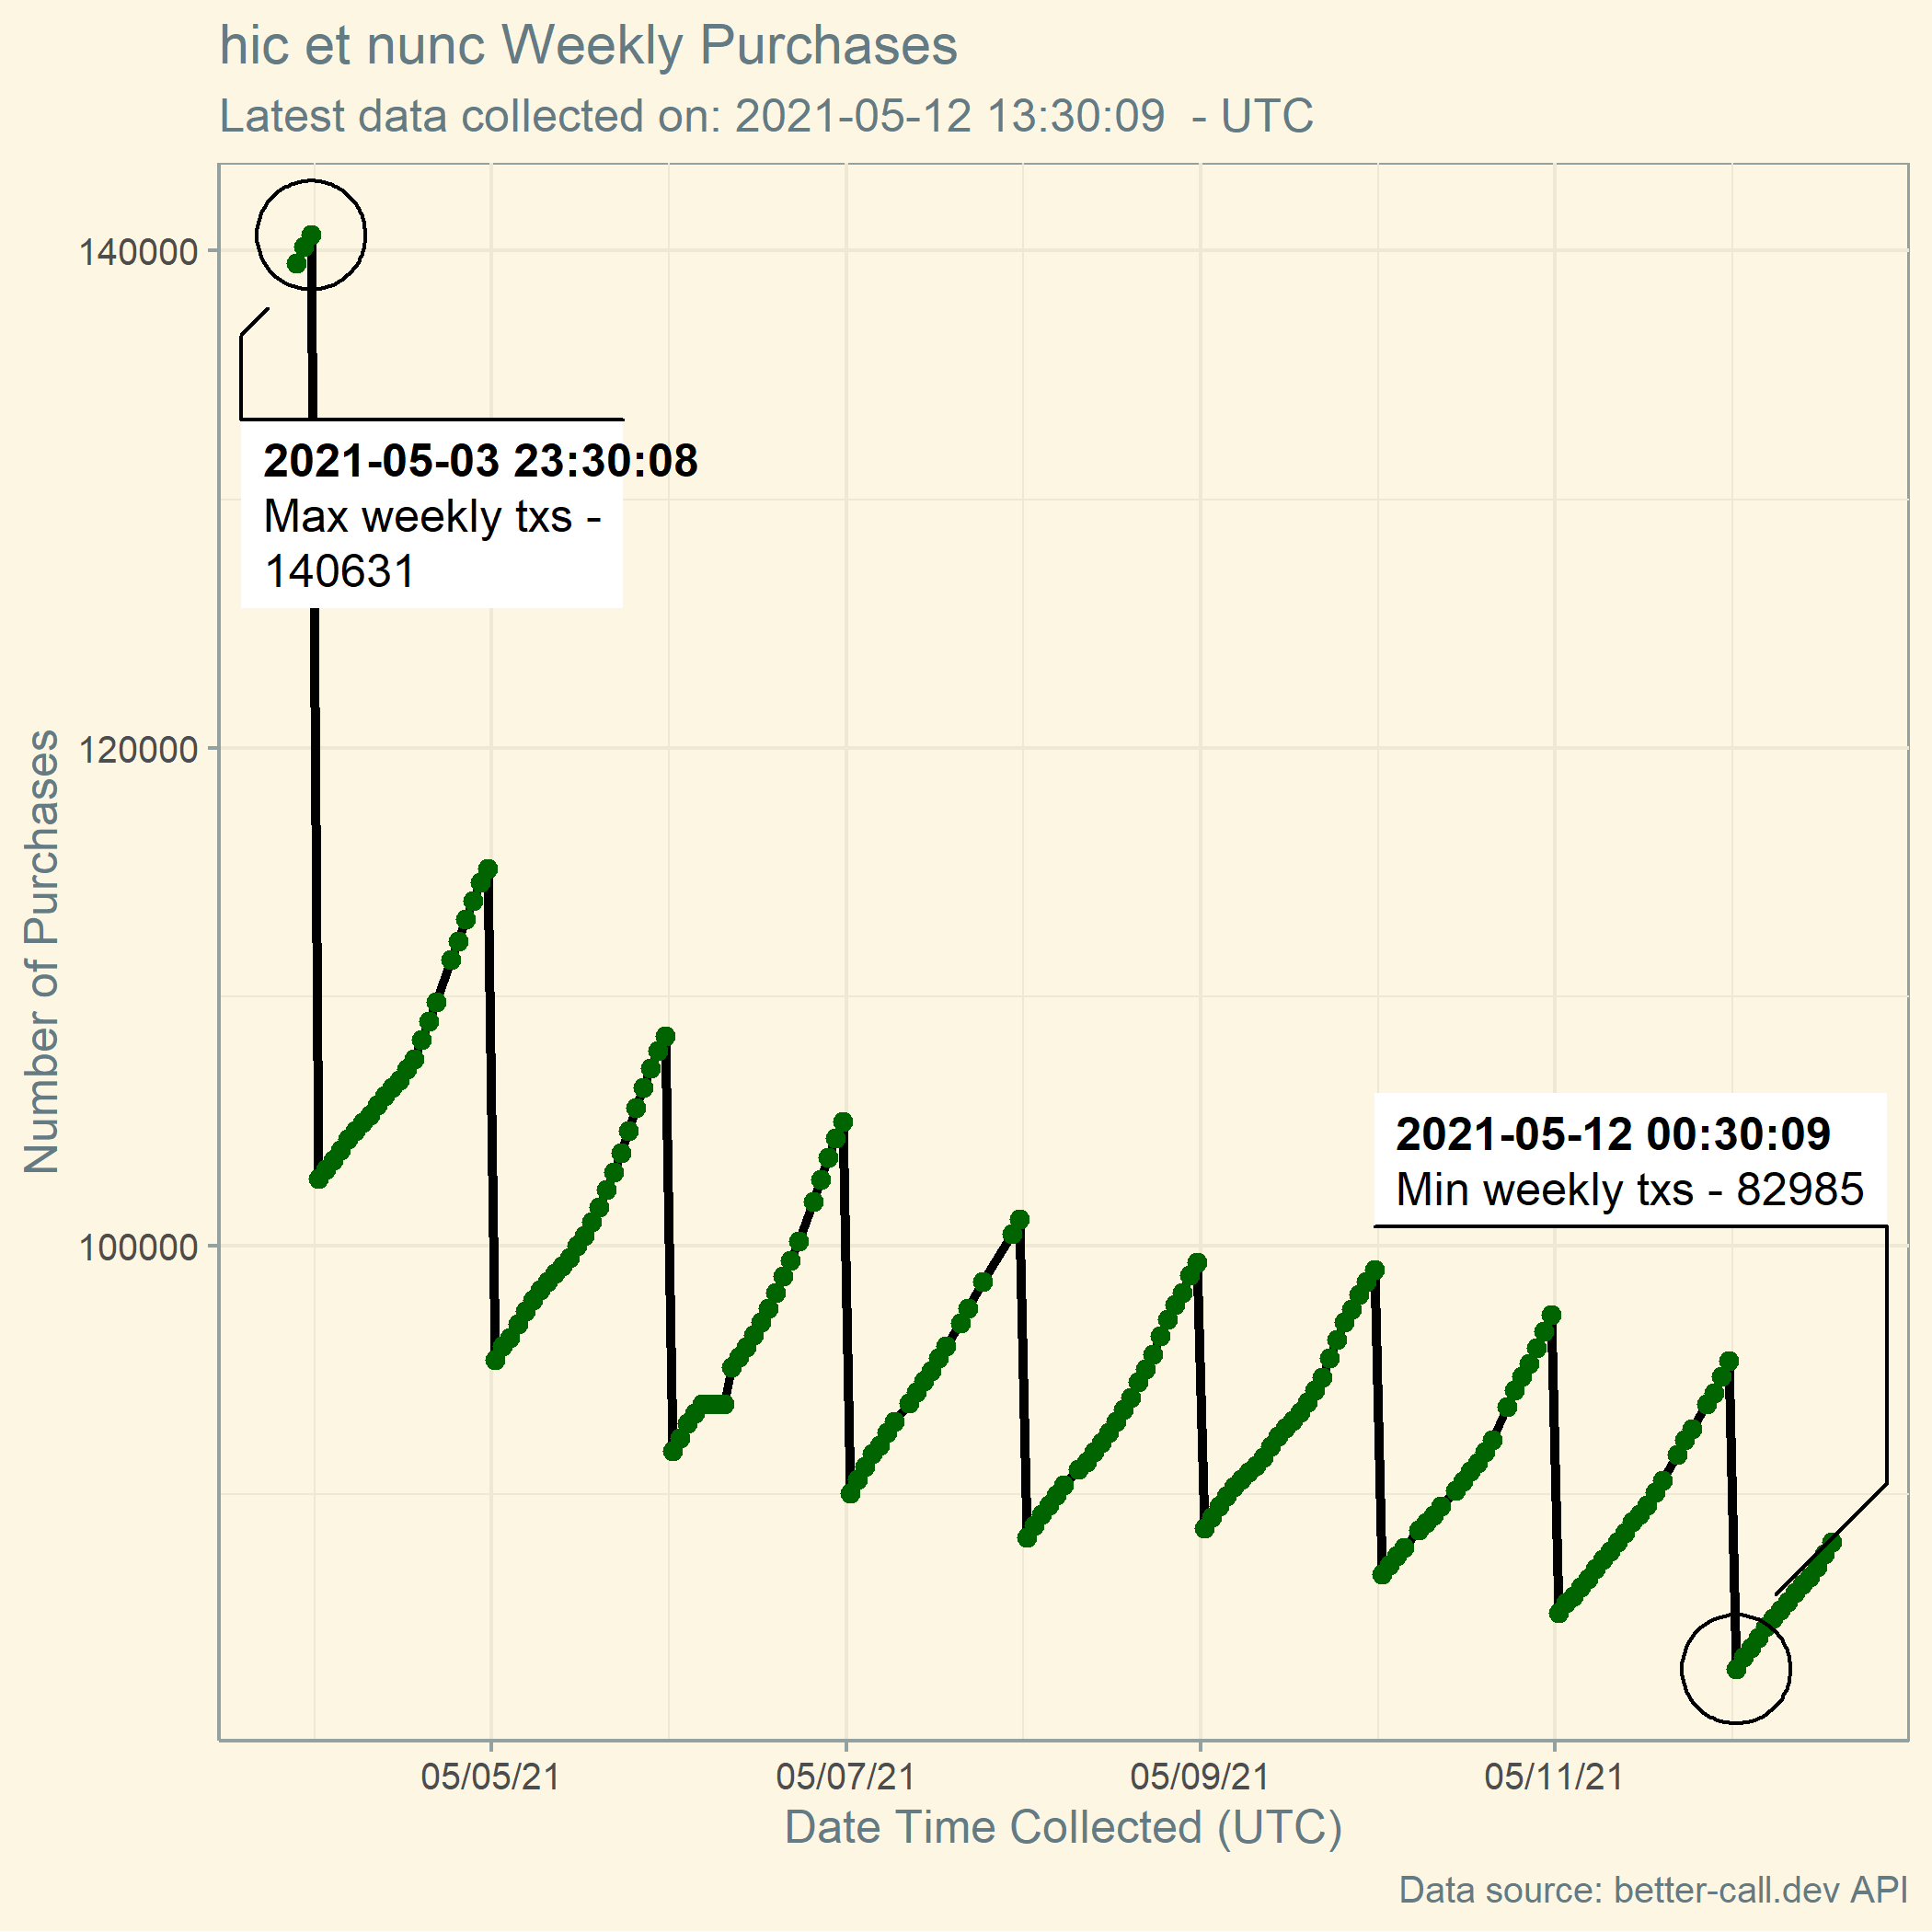 hic et nunc Weekly Purchases
Latest data collected on: 2021-05-12 13:30:09  - UTC
140000
2021-05-03 23:30:08
Max weekly txs -
140631
120000
Number of Purchases
2021-05-12 00:30:09
Min weekly txs - 82985
100000
05/05/21
05/07/21
05/09/21
05/11/21
Date Time Collected (UTC)
Data source: better-call.dev API